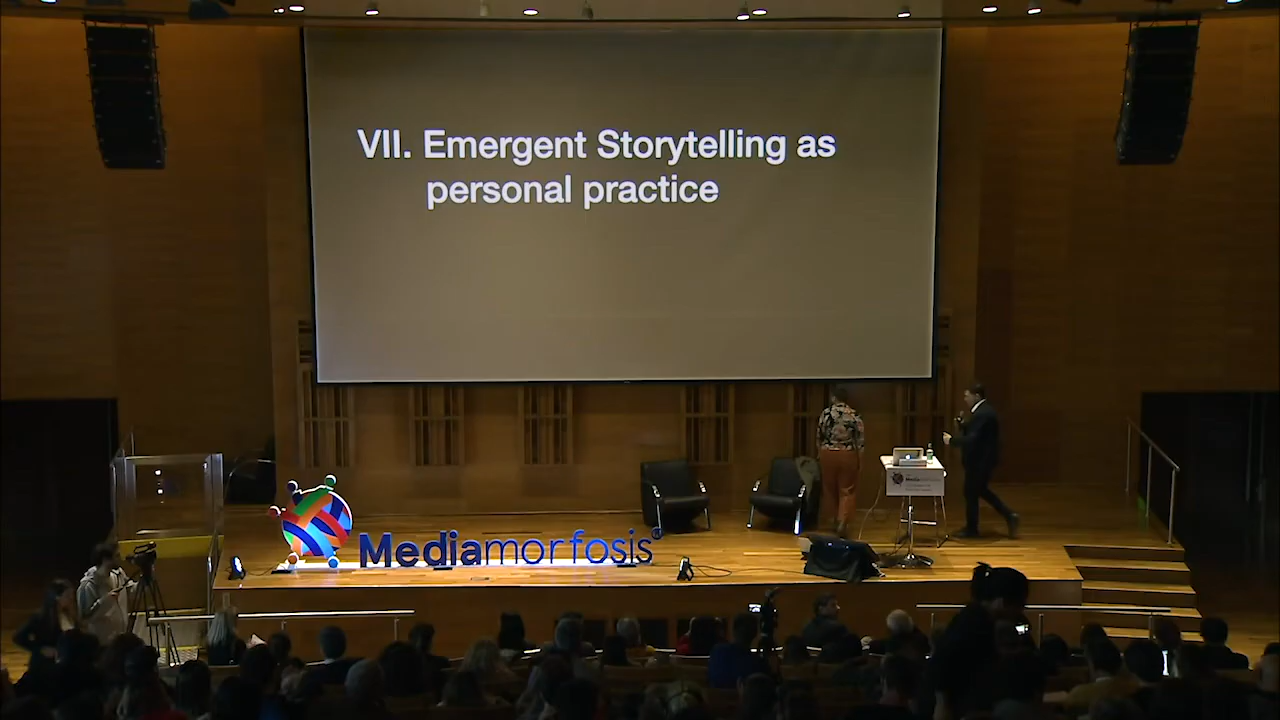 VII. Emergent Storytelling as
personal practice
Mediamorfosis